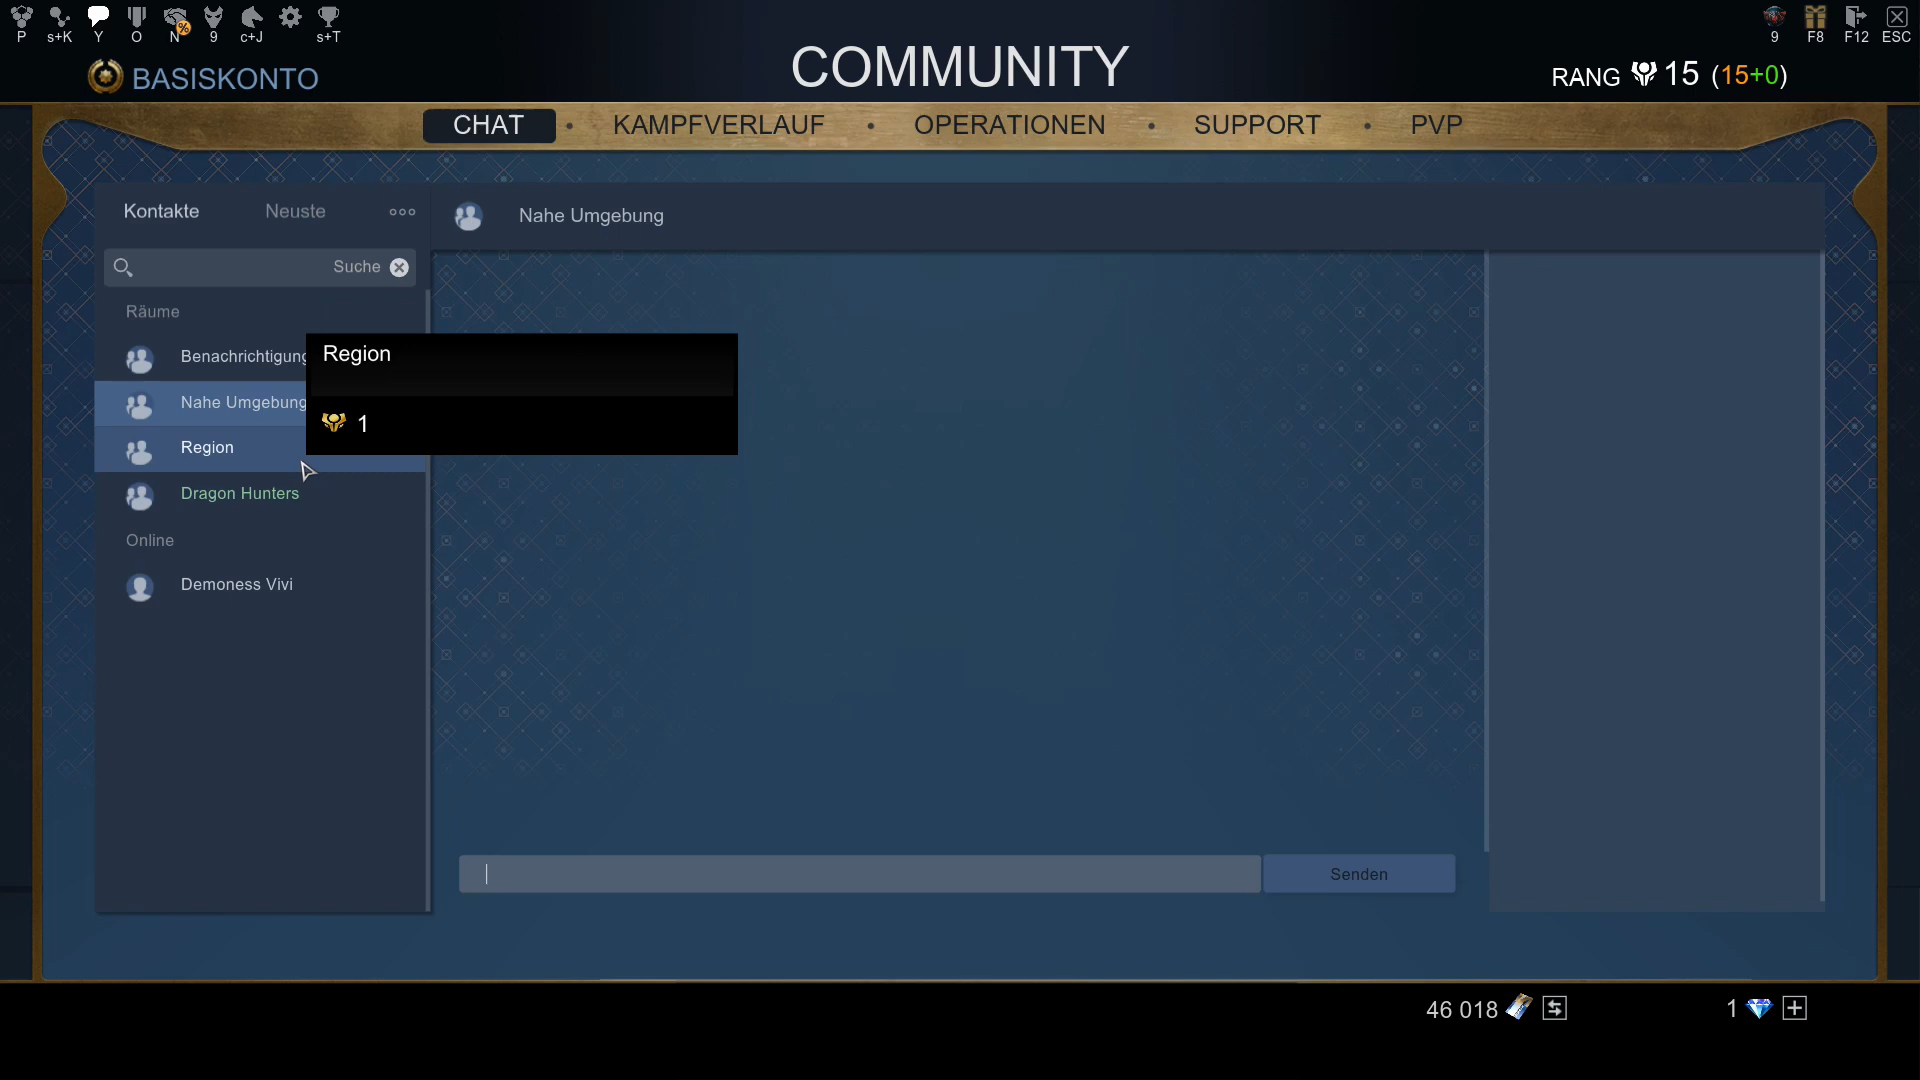 P s+K Y O N 9 c+J s+T
9 F8 F12 ESC
BASISKONTO
COMMUNITY
RANG 15 (15+0)
CHAT • KAMPFVERLAUF • OPERATIONEN • SUPPORT • PVP
Kontakte Neuste
Nahe Umgebung
Suche
Räume
Benachrichtigung
Nahe Umgebung
Region
Region
1
Dragon Hunters
Online
Demoness Vivi
Senden
46 018
1